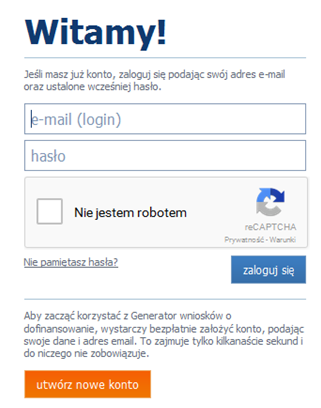 Witamy!
Jeśli masz już konto, zaloguj się podając swój adres e-mail
oraz ustalone wcześniej hasło.
e-mail (login)
hasło
Nie jestem robotem
reCAPTCHA
Prywatność - Warunki
Nie pamiętasz hasła?
zaloguj się
Aby zacząć korzystać z Generator wniosków o
dofinansowanie, wystarczy bezpłatnie założyć konto, podając
swoje dane i adres email. To zajmuje tylko kilkanaście sekund i
do niczego nie zobowiązuje.
utwórz nowe konto